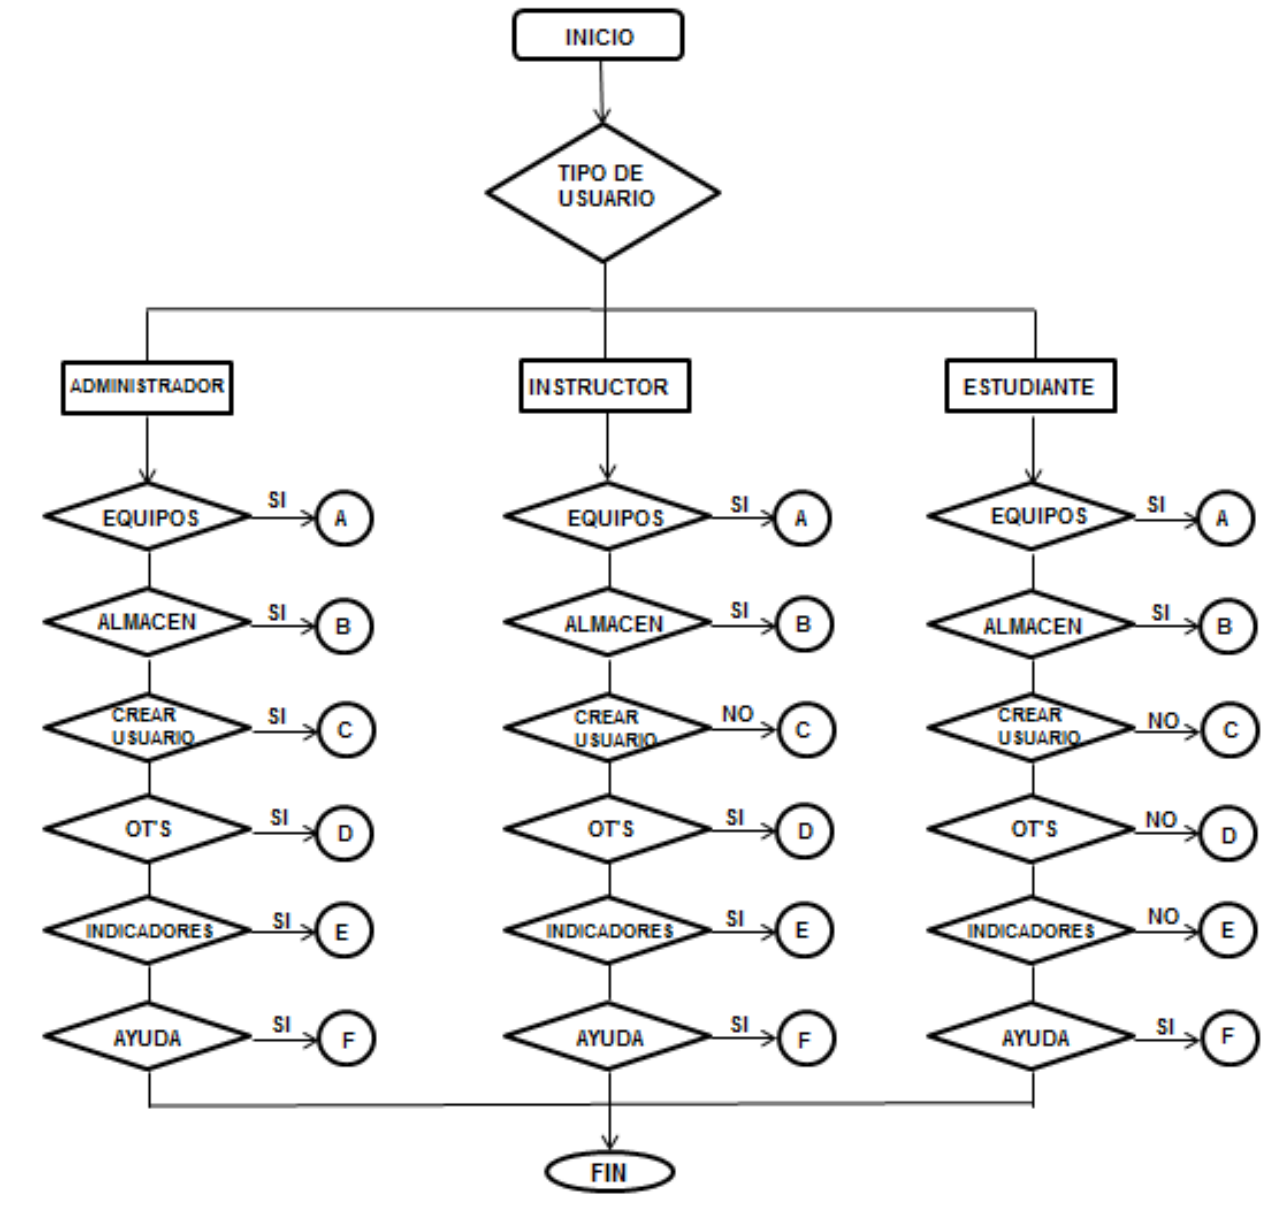 INICIO
TIPO DE
USUARIO
ADMINISTRADOR
INSTRUCTOR
ESTUDIANTE
EQUIPOS
SI
A
EQUIPOS
SI
A
EQUIPOS
SI
A
ALMACEN
SI
B
ALMACEN
SI
B
ALMACEN
SI
B
CREAR
USUARIO
SI
C
CREAR
USUARIO
NO
C
CREAR
USUARIO
NO
C
OT'S
SI
D
OT'S
SI
D
OT'S
NO
D
INDICADORES
SI
E
INDICADORES
SI
E
INDICADORES
NO
E
AYUDA
SI
F
AYUDA
SI
F
AYUDA
SI
F
FIN